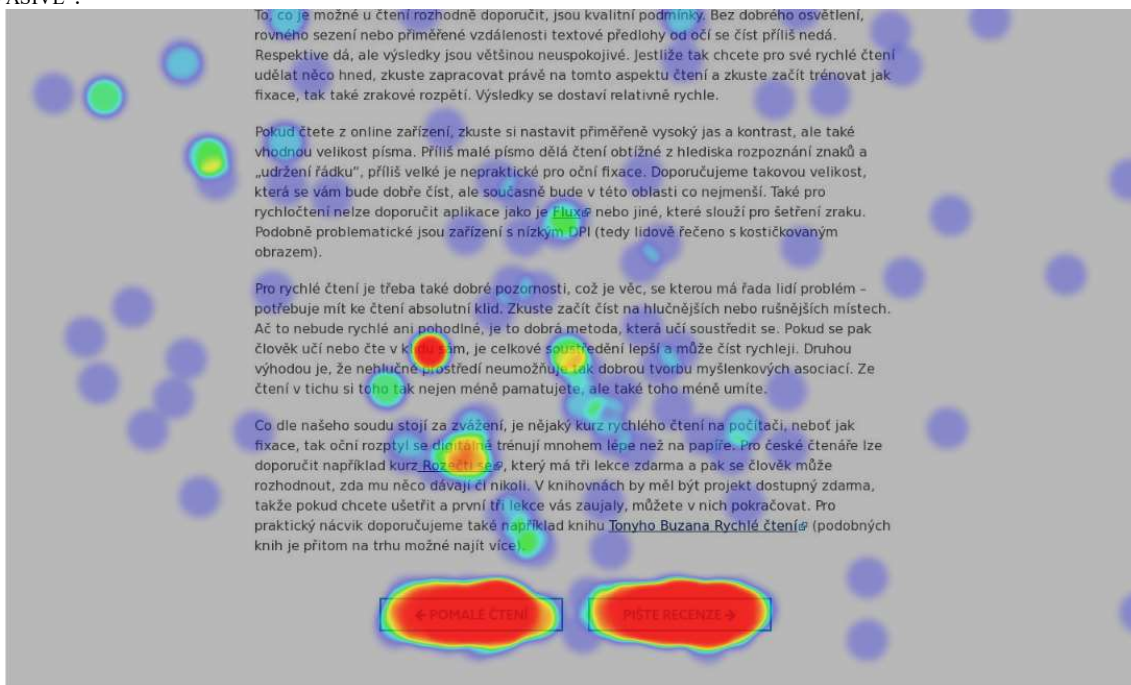 To, co je možné u čtení rozhodně doporučit, jsou kvalitní podmínky. Bez dobrého osvětlení,
rovného sezení nebo přiměřené vzdálenosti textové předlohy od očí se číst příliš nedá.
Respektive dá, ale výsledky jsou většinou neuspokojivé. Jestliže tak chcete pro své rychlé čtení
udělat něco hned, zkuste zapracovat právě na tomto aspektu čtení a zkuste začít trénovat jak
fixace, tak také zrakové rozpětí. Výsledky se dostaví relativně rychle.
Pokud čtete z online zařízení, zkuste si nastavit přiměřeně vysoký jas a kontrast, ale také
vhodnou velikost písma. Příliš malé písmo dělá čtení obtížné z hlediska rozpoznání znaků a
„udržení řádku“, příliš velké je nepraktické pro oční fixace. Doporučujeme takovou velikost,
která se vám bude dobře číst, ale současně bude v této oblasti co nejmenší. Také pro
rychločtení nelze doporučit aplikace jako je Flux nebo jiné, které slouží pro šetření zraku.
Podobně problematické jsou zařízení s nízkým DPI (tedy lidově řečeno s kostičkovaným
obrazem).
Pro rychlé čtení je třeba také dobré pozornosti, což je věc, se kterou má řada lidí problém –
potřebuje mít ke čtení absolutní klid. Zkuste začít číst na hlučnějších nebo rušnějších místech.
Ač to nebude rychlé ani pohodlné, je to dobrá metoda, která učí soustředit se. Pokud se pak
člověk učí nebo čte v klidu sám, je celkové soustředění lepší a může číst rychleji. Druhou
výhodou je, že nehlučné prostředí neumožňuje tak dobrou tvorbu myšlenkových asociací. Ze
čtení v tichu si toho tak nejen méně pamatujete, ale také toho méně umíte.
Co dle našeho soudu stojí za zvážení, je nějaký kurz rychlého čtení na počítači, neboť jak
fixace, tak oční rozptyl se digitálně trénují mnohem lépe než na papíře. Pro české čtenáře lze
doporučit například kurz Rozečti se, který má tři lekce zdarma a pak se člověk může
rozhodnout, zda mu něco dávají či nikoli. V knihovnách by měl být projekt dostupný zdarma,
takže pokud chcete ušetřit a první tři lekce vás zaujaly, můžete v nich pokračovat. Pro
praktický nácvik doporučujeme také například knihu Tonyho Buzana Rychlé čtení (podobných
knih je přitom na trhu možné najít více).
← POMALÉ ČTENÍ PIŠTE RECENZE →